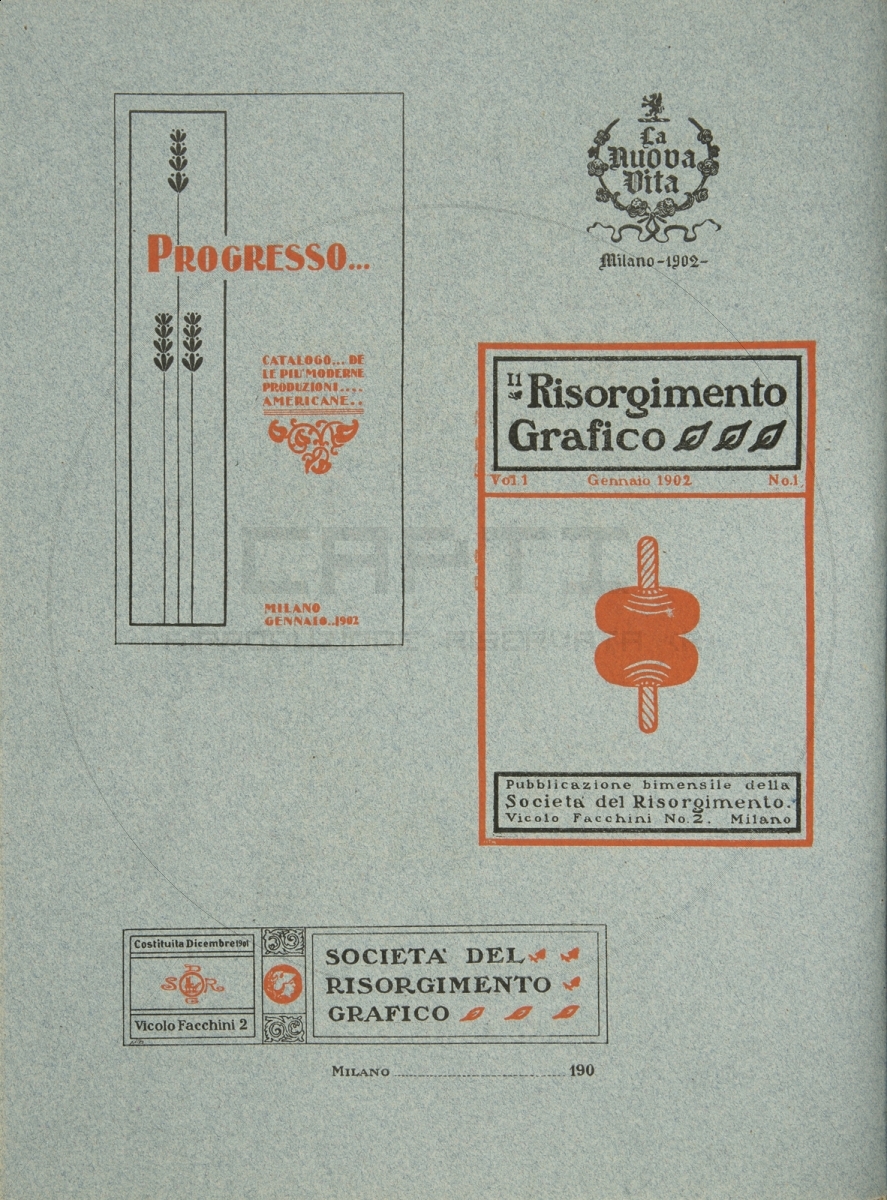 PROGRESSO...
CATALOGO... DE
LE PIU' MODERNE
PRODUZIONI....
AMERICANE..
MILANO
GENNAIO..1902
La
Nuova
Vita
Milano-1902-
Il Risorgimento
Grafico
Vol.1 Gennaio 1902 No.1
Pubblicazione bimensile della
Societa' del Risorgimento.
Vicolo Facchini No.2. Milano
Costituita Dicembre 1901
Vicolo Facchini 2
SOCIETA' DEL
RISORGIMENTO
GRAFICO
MILANO 190